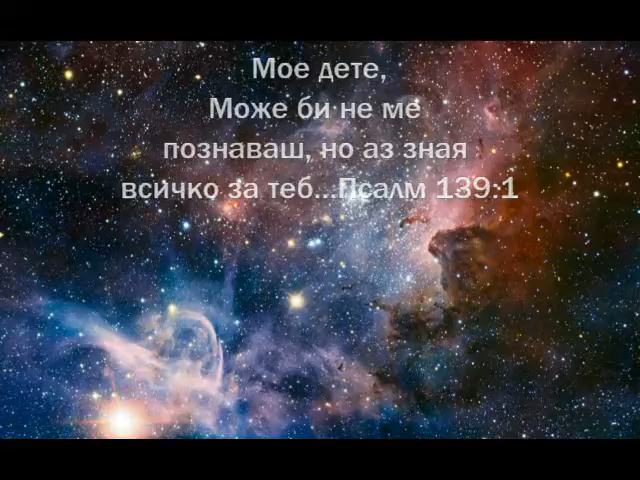 Мое дете,
Може би не ме
познаваш, но аз зная
всичко за теб...Псалм 139:1